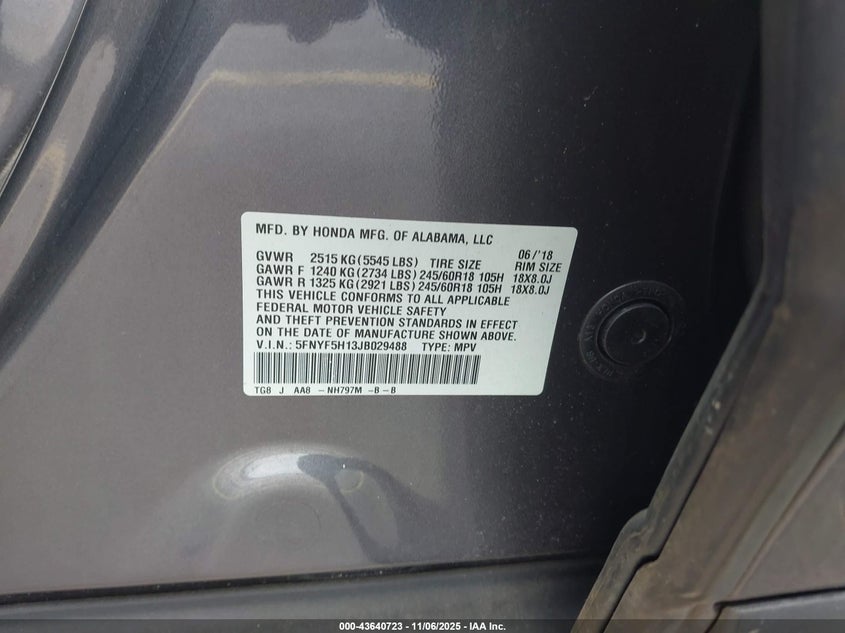 MFD. BY HONDA MFG. OF ALABAMA, LLC
GVWR 2515 KG (5545 LBS) TIRE SIZE 06/'18 RIM SIZE
GAWR F 1240 KG (2734 LBS) 245/60R18 105H 18X8.0J
GAWR R 1325 KG (2921 LBS) 245/60R18 105H 18X8.0J
THIS VEHICLE CONFORMS TO ALL APPLICABLE
FEDERAL MOTOR VEHICLE SAFETY
AND THEFT PREVENTION STANDARDS IN EFFECT
ON THE DATE OF MANUFACTURE SHOWN ABOVE.
V.I.N.: 5FNYF5H13JB029488 TYPE: MPV
TG8 J AA8 - NH797M - B - B
000-43640723 - 11/06/2025 - IAA Inc.